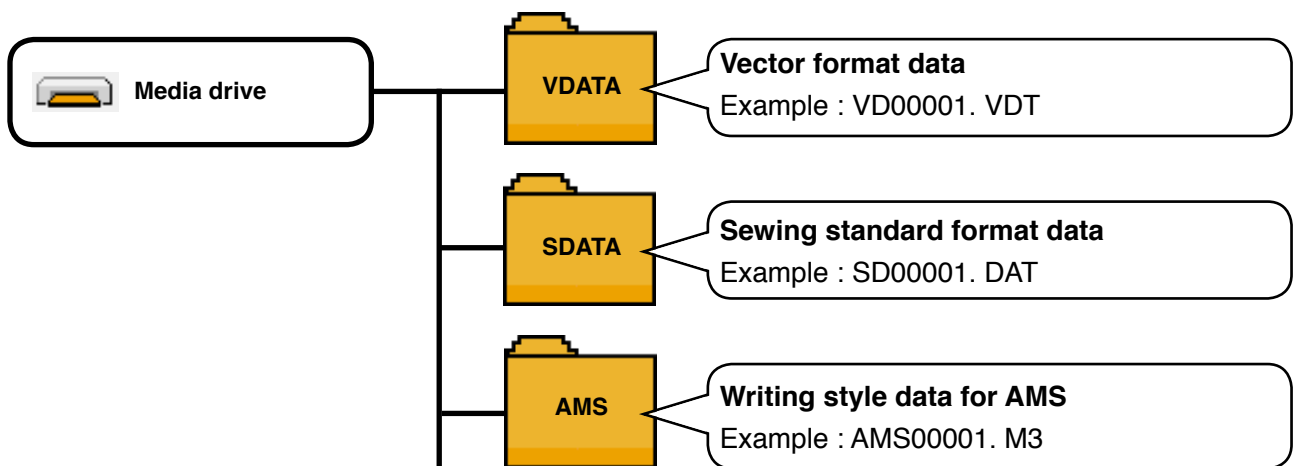 Media drive
VDATA
Vector format data
Example : VD00001. VDT
SDATA
Sewing standard format data
Example : SD00001. DAT
AMS
Writing style data for AMS
Example : AMS00001. M3